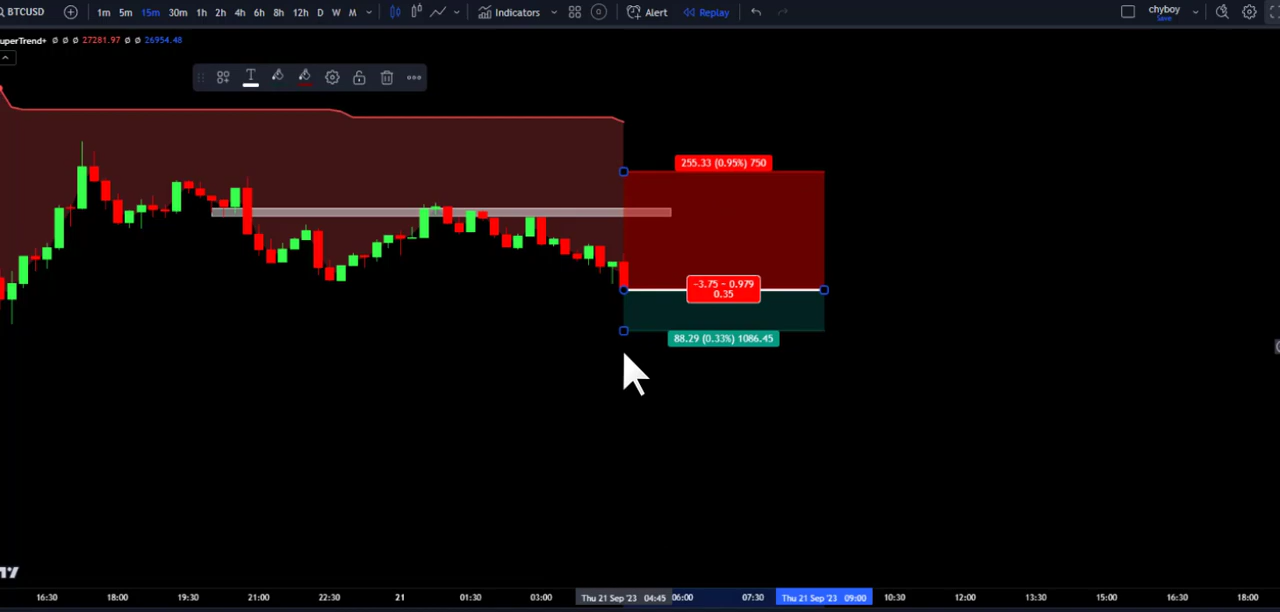 BTCUSD 1m 5m 15m 30m 1h 2h 4h 6h 8h 12h D W M Indicators Alert Replay chyboy
Save
uperTrend+ ø ø ø 27281.97 ø ø 26954.48
T
255.33 (0.95%) 750
−3.75 − 0.979
0.35
88.29 (0.33%) 1086.45
16:30 18:00 19:30 21:00 22:30 21 01:30 03:00 Thu 21 Sep '23 04:45 06:00 07:30 Thu 21 Sep '23 09:00 10:30 12:00 13:30 15:00 16:30 18:00